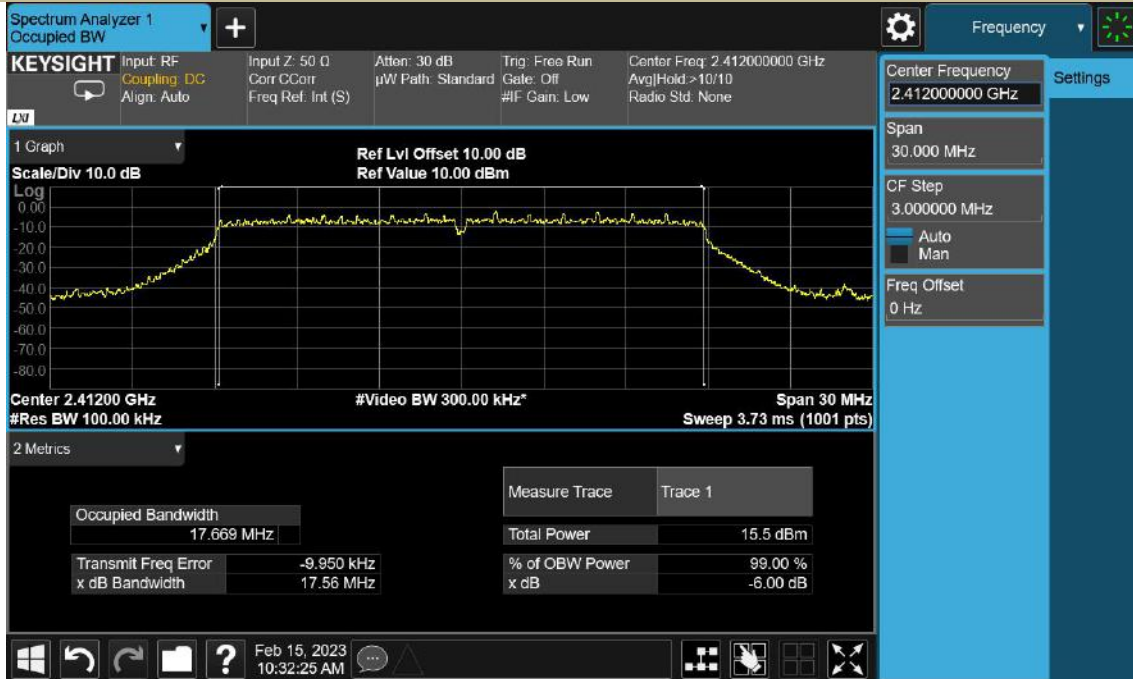 Spectrum Analyzer 1
Occupied BW
Frequency
KEYSIGHT
Input: RF
Coupling: DC
Align: Auto
Input Z: 50 Ω
Corr CCorr
Freq Ref: Int (S)
Atten: 30 dB
µW Path: Standard
Trig: Free Run
Gate: Off
#IF Gain: Low
Center Freq: 2.412000000 GHz
Avg|Hold:>10/10
Radio Std: None
LXI
Center Frequency
2.412000000 GHz
Settings
Span
30.000 MHz
CF Step
3.000000 MHz
Auto
Man
Freq Offset
0 Hz
1 Graph
Scale/Div 10.0 dB
Ref Lvl Offset 10.00 dB
Ref Value 10.00 dBm
Log
0.00
-10.0
-20.0
-30.0
-40.0
-50.0
-60.0
-70.0
-80.0
Center 2.41200 GHz
#Video BW 300.00 kHz*
Span 30 MHz
#Res BW 100.00 kHz
Sweep 3.73 ms (1001 pts)
2 Metrics
Measure Trace Trace 1
Occupied Bandwidth
17.669 MHz
Total Power 15.5 dBm
Transmit Freq Error -9.950 kHz
% of OBW Power 99.00 %
x dB Bandwidth 17.56 MHz
x dB -6.00 dB
?
Feb 15, 2023
10:32:25 AM